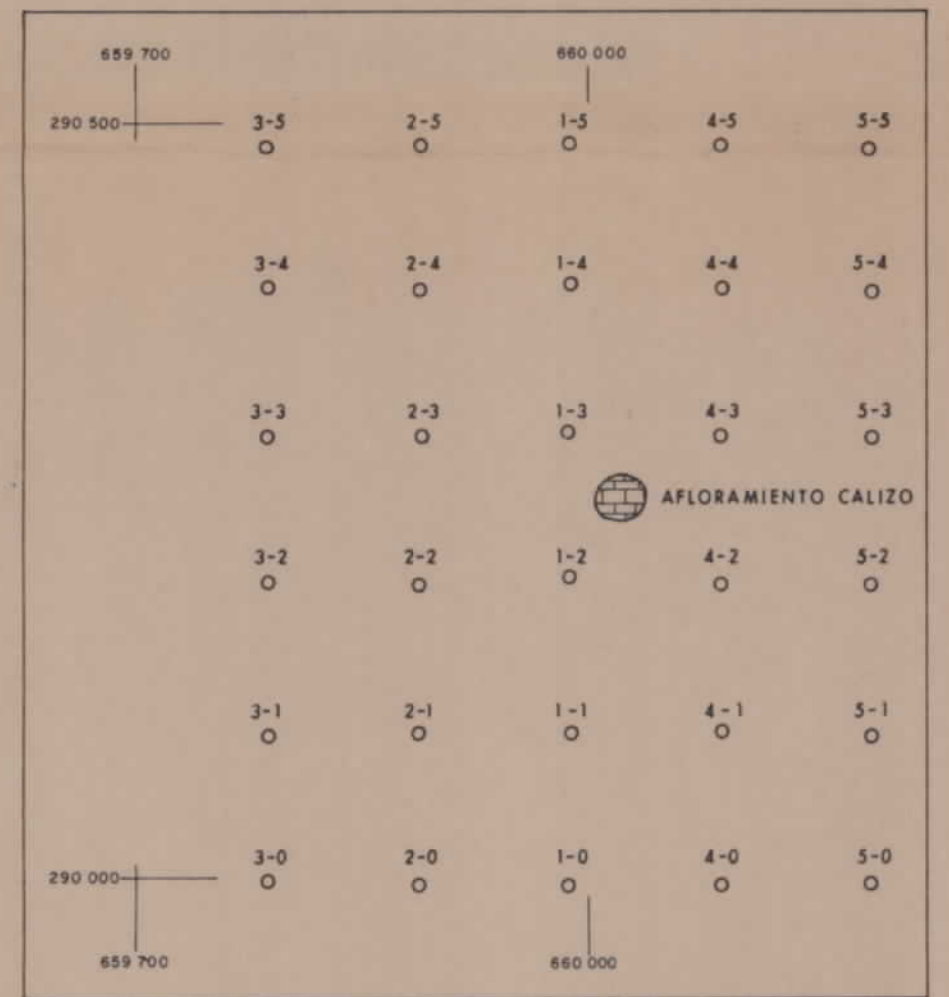 659 700 660 000
290 500 3-5 2-5 1-5 4-5 5-5
3-4 2-4 1-4 4-4 5-4
3-3 2-3 1-3 4-3 5-3
AFLORAMIENTO CALIZO
3-2 2-2 1-2 4-2 5-2
3-1 2-1 1-1 4-1 5-1
290 000 3-0 2-0 1-0 4-0 5-0
659 700 660 000